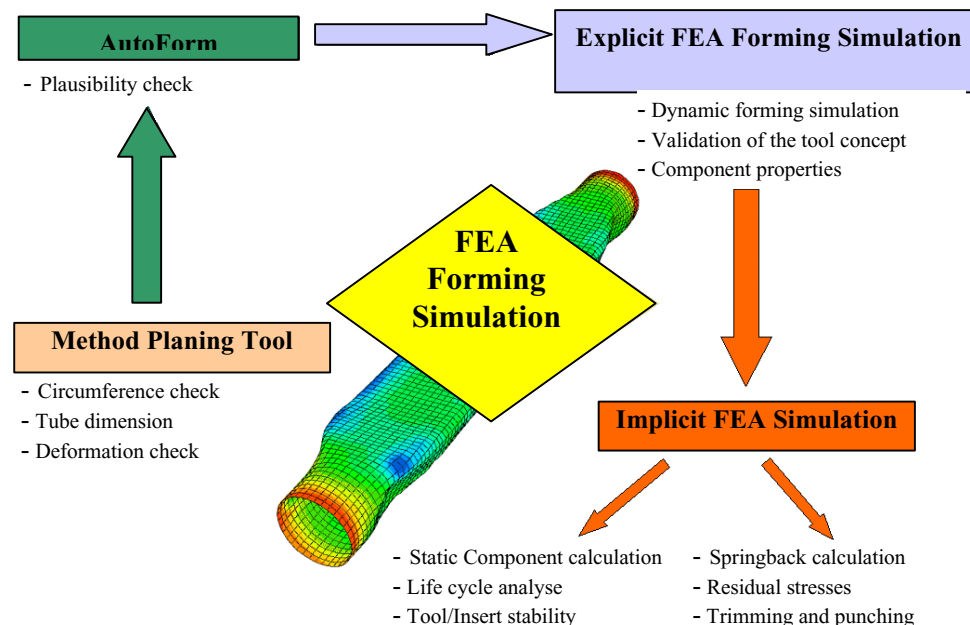 AutoForm
- Plausibility check
Explicit FEA Forming Simulation
- Dynamic forming simulation
- Validation of the tool concept
- Component properties
FEA
Forming
Simulation
Method Planing Tool
- Circumference check
- Tube dimension
- Deformation check
Implicit FEA Simulation
- Static Component calculation
- Life cycle analyse
- Tool/Insert stability
- Springback calculation
- Residual stresses
- Trimming and punching